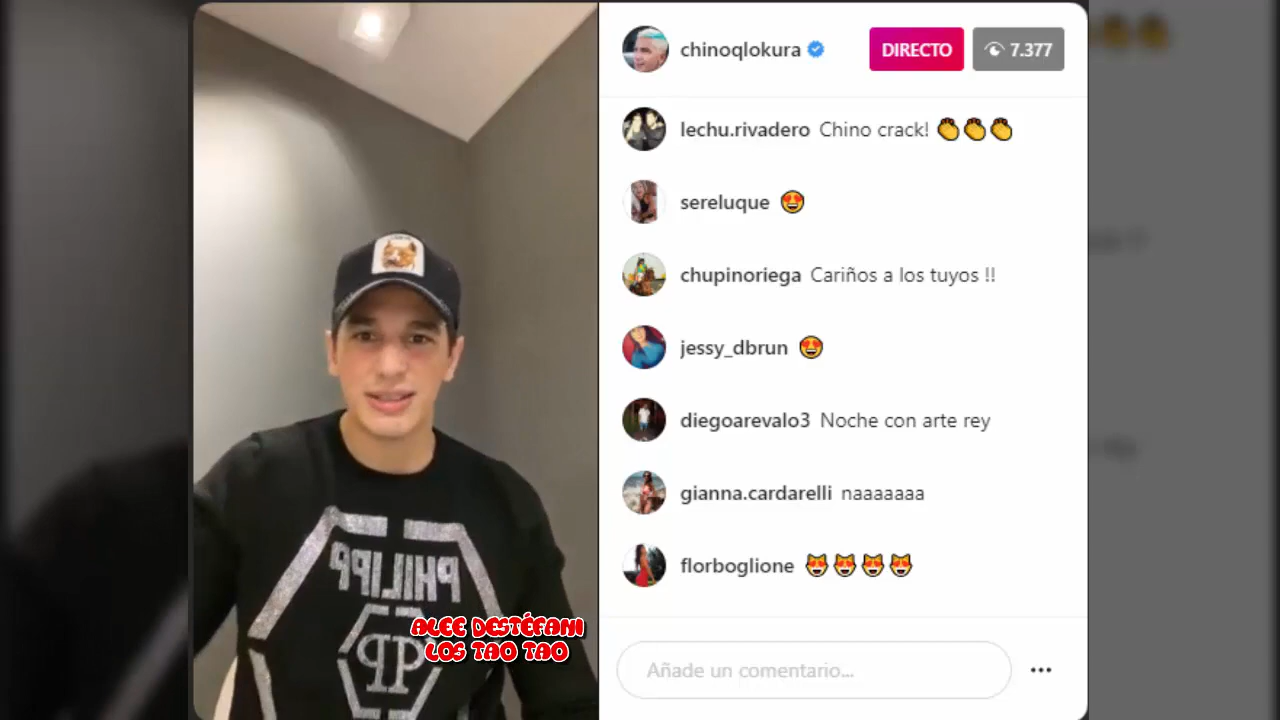 chinoqlokura
DIRECTO
7.377
lechu.rivadero Chino crack! 👏👏👏
sereluque 😍
chupinoriega Cariños a los tuyos !!
jessy_dbrun 😍
diegoarevalo3 Noche con arte rey
gianna.cardarelli naaaaaaa
florboglione 😻😻😻😻
Añade un comentario...
PHILIPP
PP
ALEE DESTÉFANI
LOS TAO TAO